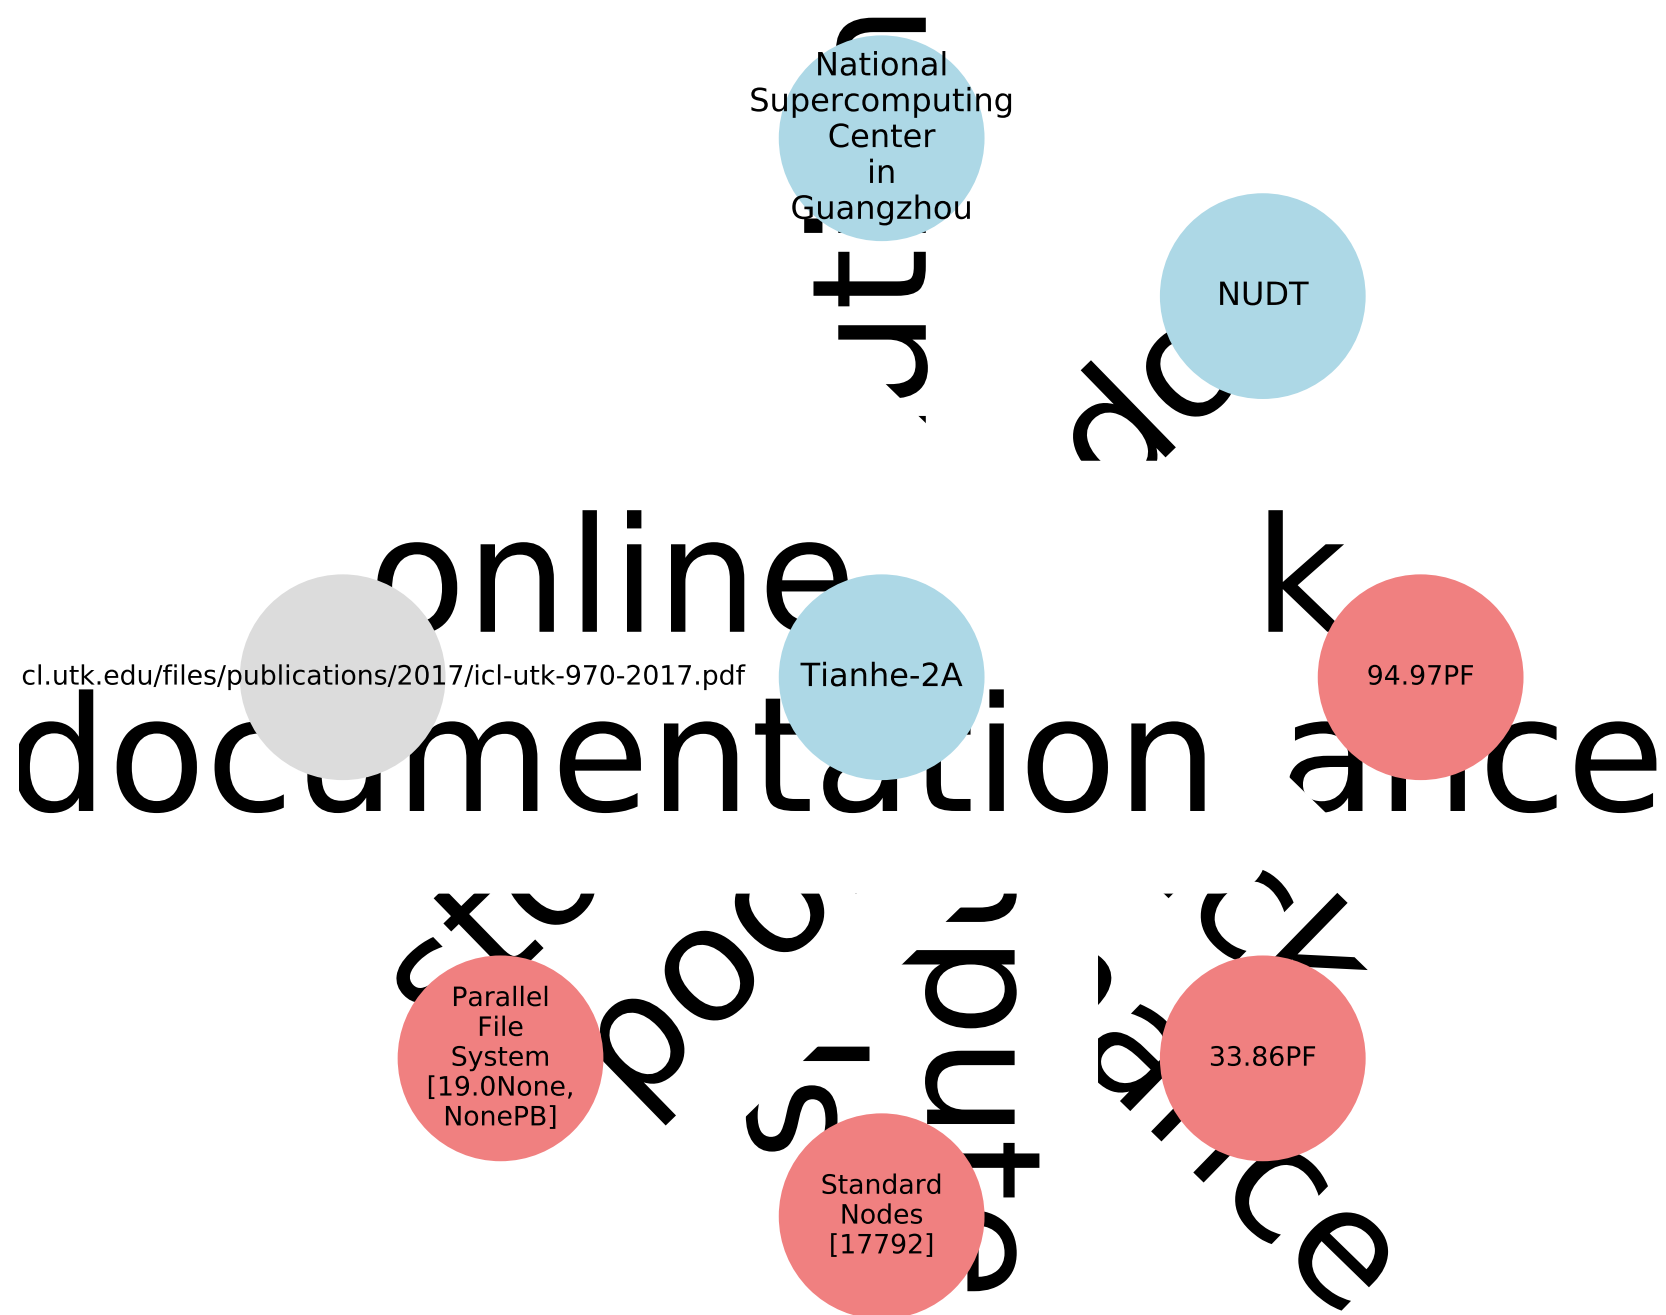 National
Supercomputing
Center
in
Guangzhou
NUDT
online
k
cl.utk.edu/files/publications/2017/icl-utk-970-2017.pdf
Tianhe-2A
94.97PF
documentation
ance
Parallel
File
System
[19.0None,
NonePB]
33.86PF
ance
Standard
Nodes
[17792]